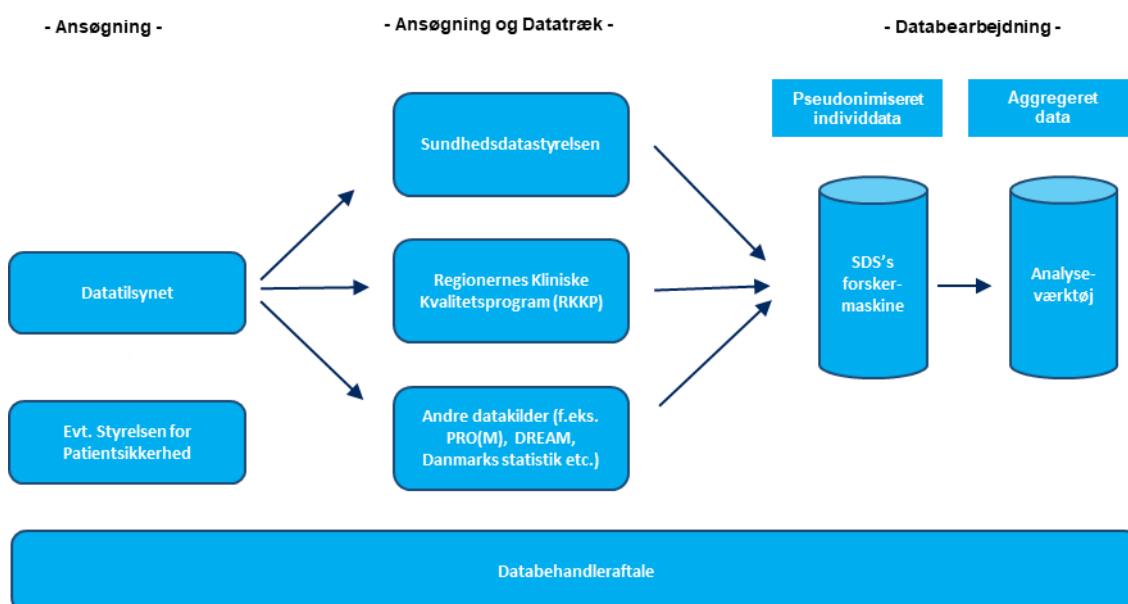 - Ansøgning -
- Ansøgning og Datatræk -
- Databearbejdning -
Pseudonimiseret
individdata
Aggregeret
data
Sundhedsdatastyrelsen
Datatilsynet
Regionernes Kliniske
Kvalitetsprogram (RKKP)
SDS's
forsker-
maskine
Analyse-
værktøj
Evt. Styrelsen for
Patientsikkerhed
Andre datakilder (f.eks.
PRO(M), DREAM,
Danmarks statistik etc.)
Databehandleraftale